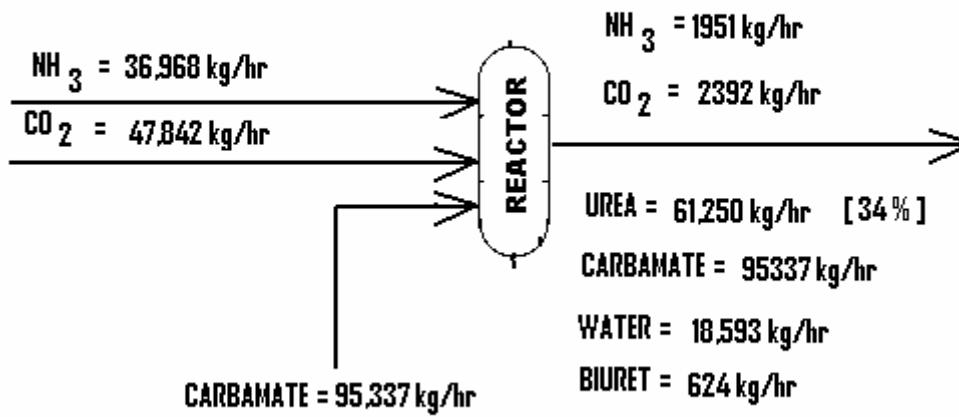 NH3 = 36,968 kg/hr
CO2 = 47,842 kg/hr
CARBAMATE = 95,337 kg/hr
REACTOR
NH3 = 1951 kg/hr
CO2 = 2392 kg/hr
UREA = 61,250 kg/hr [34%]
CARBAMATE = 95337 kg/hr
WATER = 18,593 kg/hr
BIURET = 624 kg/hr